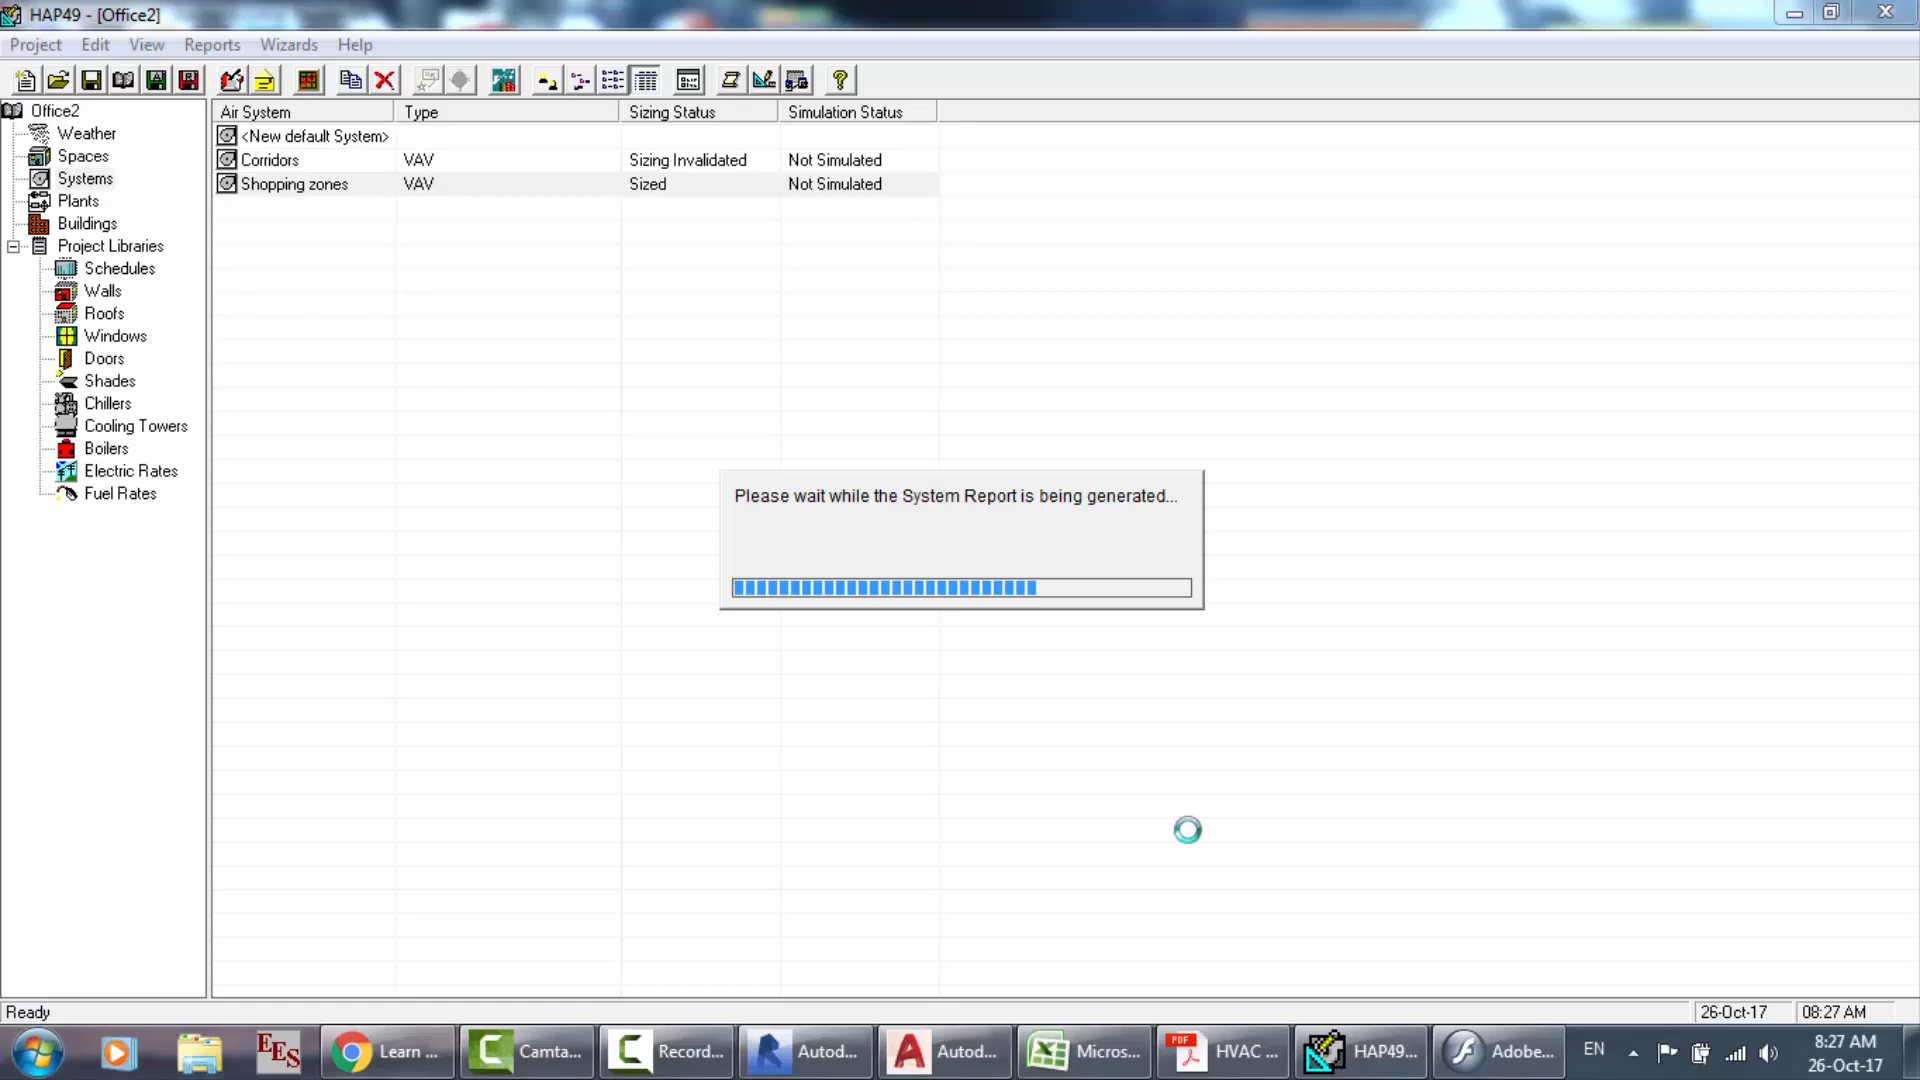 HAP49 - [Office2]
Project Edit View Reports Wizards Help
Office2
Weather
Spaces
Systems
Plants
Buildings
Project Libraries
Schedules
Walls
Roofs
Windows
Doors
Shades
Chillers
Cooling Towers
Boilers
Electric Rates
Fuel Rates
Air System Type Sizing Status Simulation Status
<New default System>
Corridors VAV Sizing Invalidated Not Simulated
Shopping zones VAV Sized Not Simulated
Please wait while the System Report is being generated...
Ready
26-Oct-17 08:27 AM
EES
Learn ...
Camta...
Record...
Autod...
Autod...
Micros...
PDF
HVAC ...
HAP49...
Adobe...
EN
8:27 AM
26-Oct-17